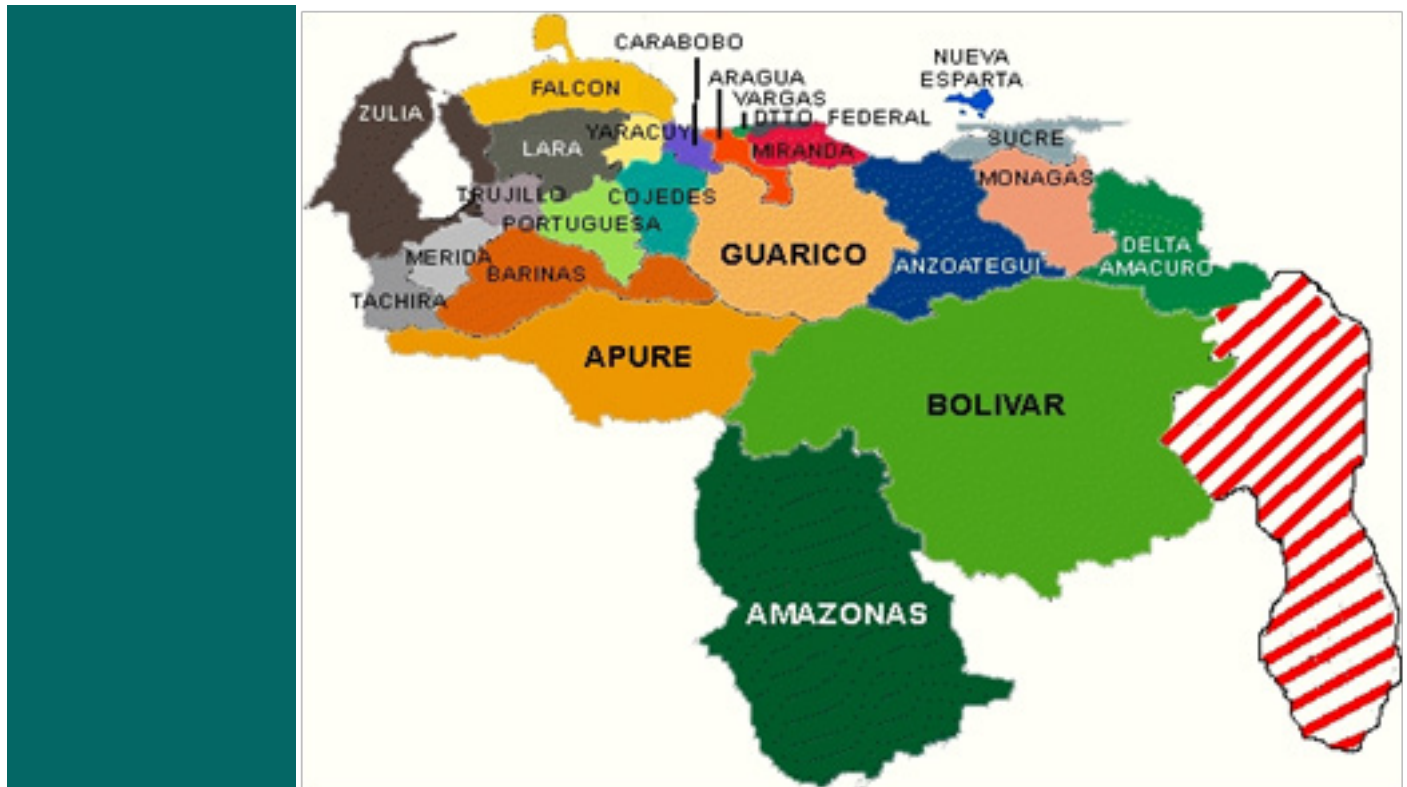 CARABOBO
NUEVA
ESPARTA
ARAGUA
FALCON
VARGAS
ZULIA
DTTO. FEDERAL
YARACUY
SUCRE
LARA
MIRANDA
MONAGAS
TRUJILLO
COJEDES
PORTUGUESA
DELTA
AMACURO
GUARICO
MERIDA
ANZOATEGUI
BARINAS
TACHIRA
APURE
BOLIVAR
AMAZONAS